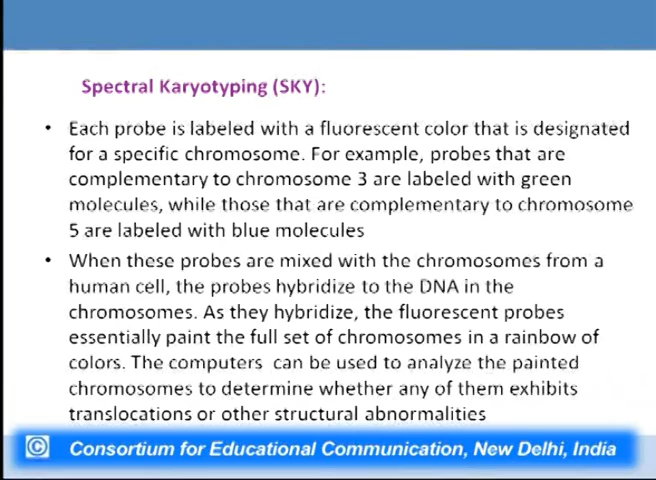 Spectral Karyotyping (SKY):
• Each probe is labeled with a fluorescent color that is designated
for a specific chromosome. For example, probes that are
complementary to chromosome 3 are labeled with green
molecules, while those that are complementary to chromosome
5 are labeled with blue molecules
• When these probes are mixed with the chromosomes from a
human cell, the probes hybridize to the DNA in the
chromosomes. As they hybridize, the fluorescent probes
essentially paint the full set of chromosomes in a rainbow of
colors. The computers can be used to analyze the painted
chromosomes to determine whether any of them exhibits
translocations or other structural abnormalities
© Consortium for Educational Communication, New Delhi, India